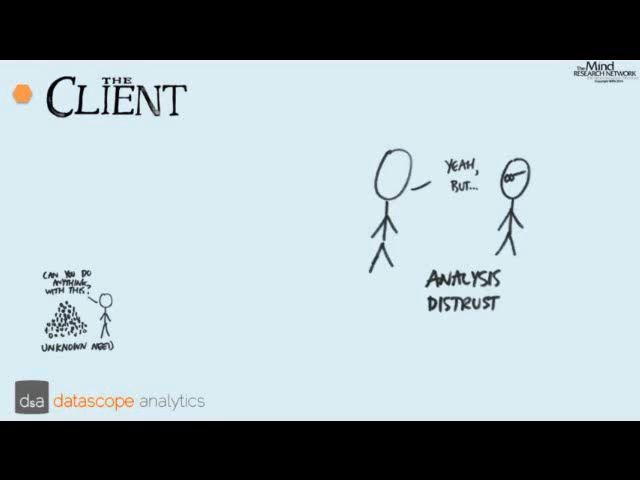 The Mind
RESEARCH NETWORK
THE
CLIENT
YEAH,
BUT...
ANALYSIS
DISTRUST
CAN YOU DO
ANYTHING
WITH THIS?
UNKNOWN NEED
dsa datascope analytics